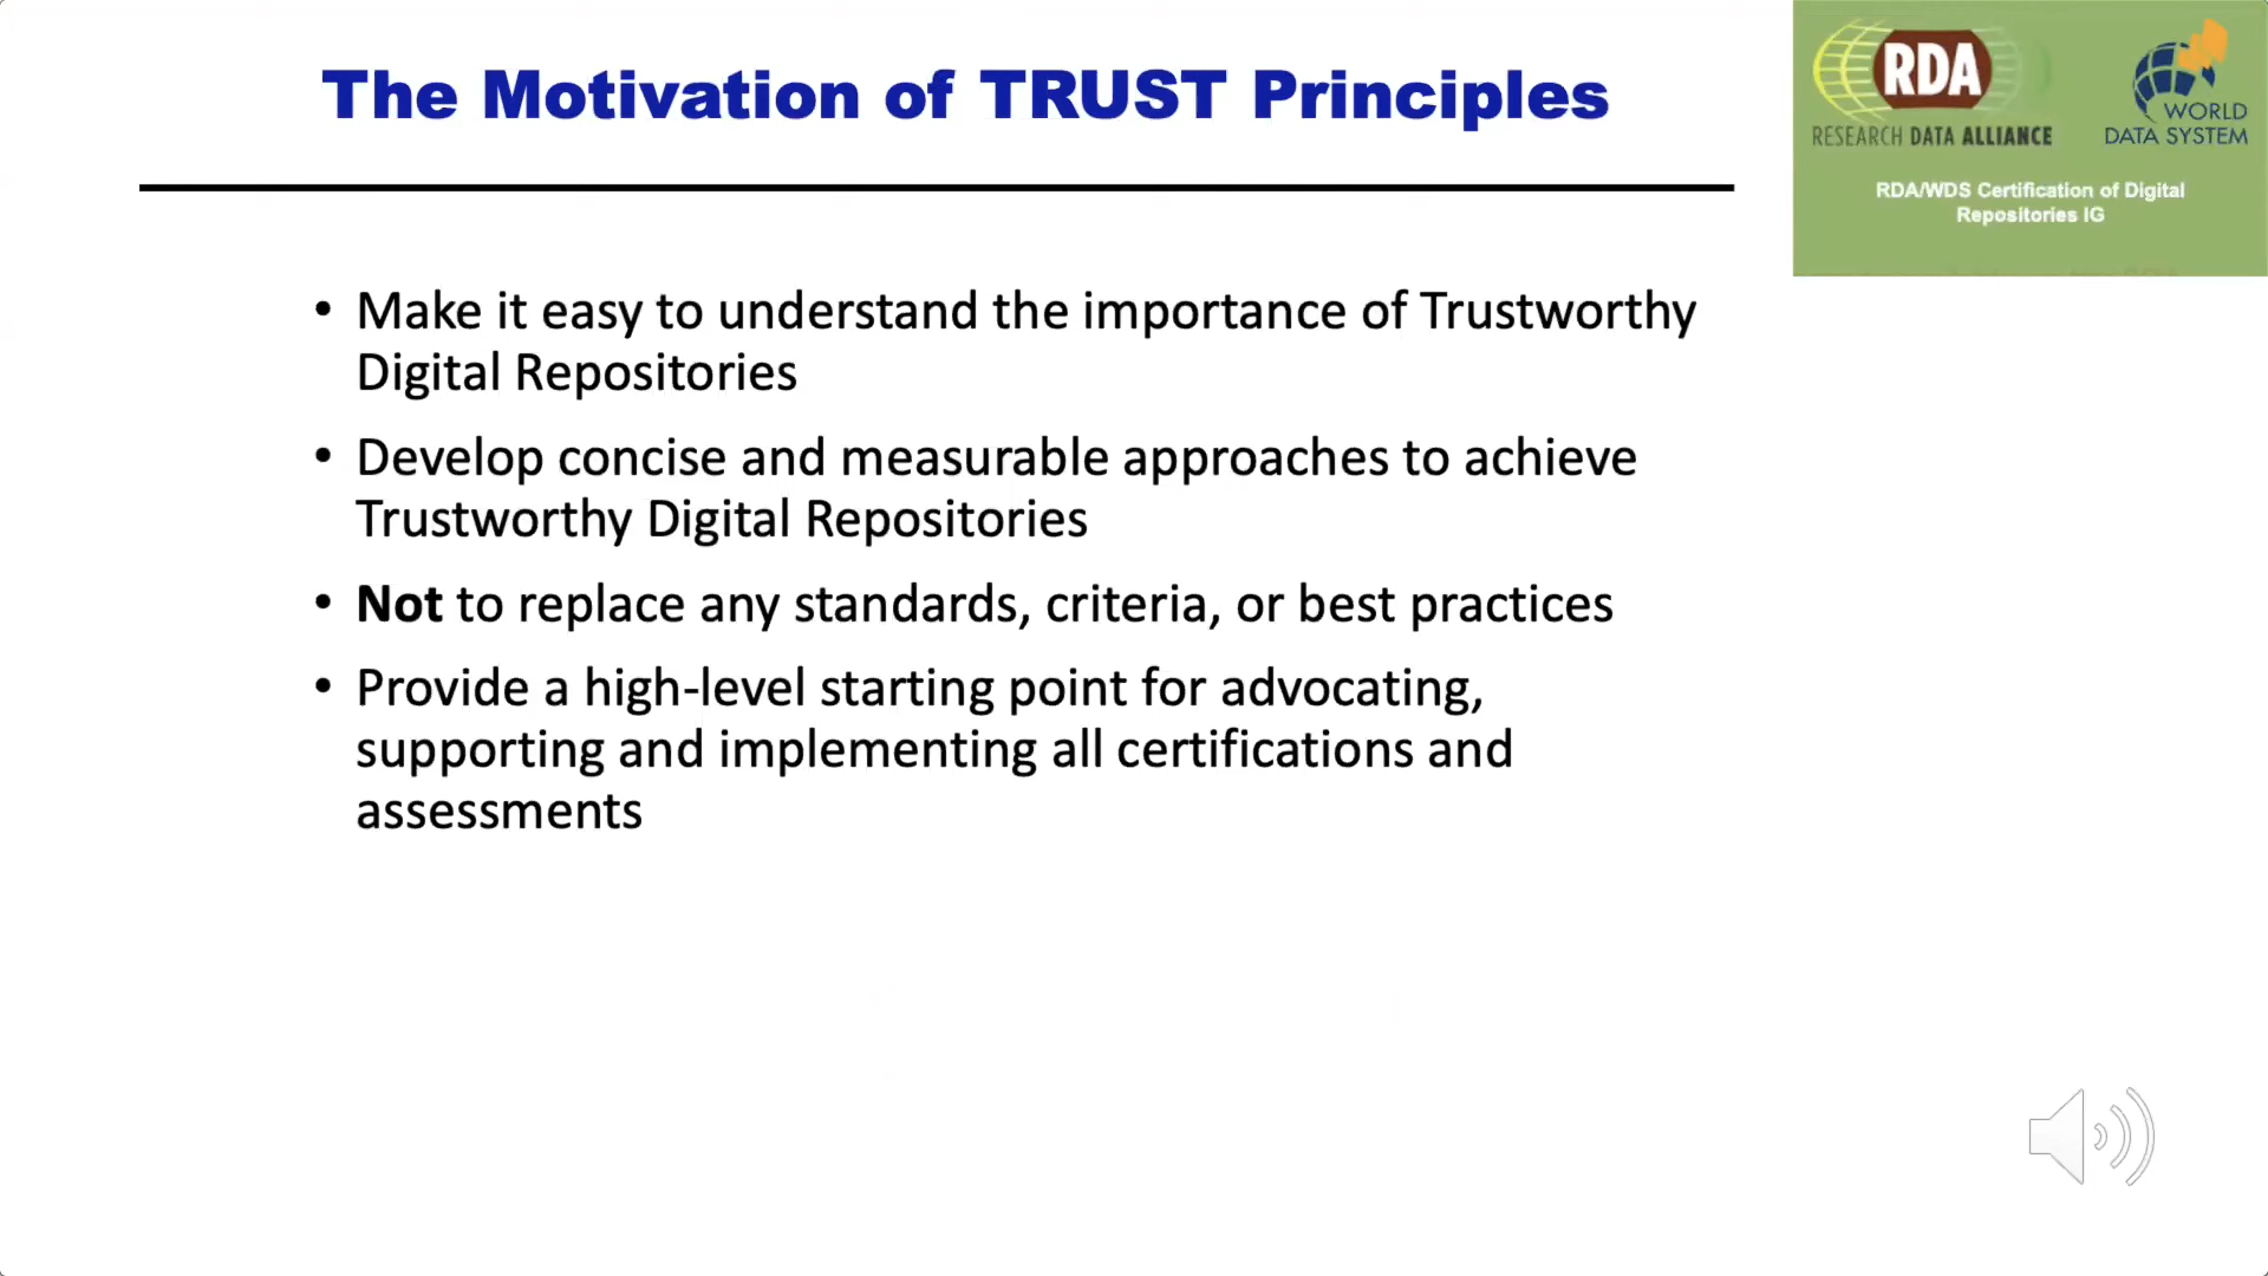 The Motivation of TRUST Principles
RDA
RESEARCH DATA ALLIANCE
WORLD
DATA SYSTEM
RDA/WDS Certification of Digital
Repositories IG
• Make it easy to understand the importance of Trustworthy
Digital Repositories
• Develop concise and measurable approaches to achieve
Trustworthy Digital Repositories
• Not to replace any standards, criteria, or best practices
• Provide a high-level starting point for advocating,
supporting and implementing all certifications and
assessments